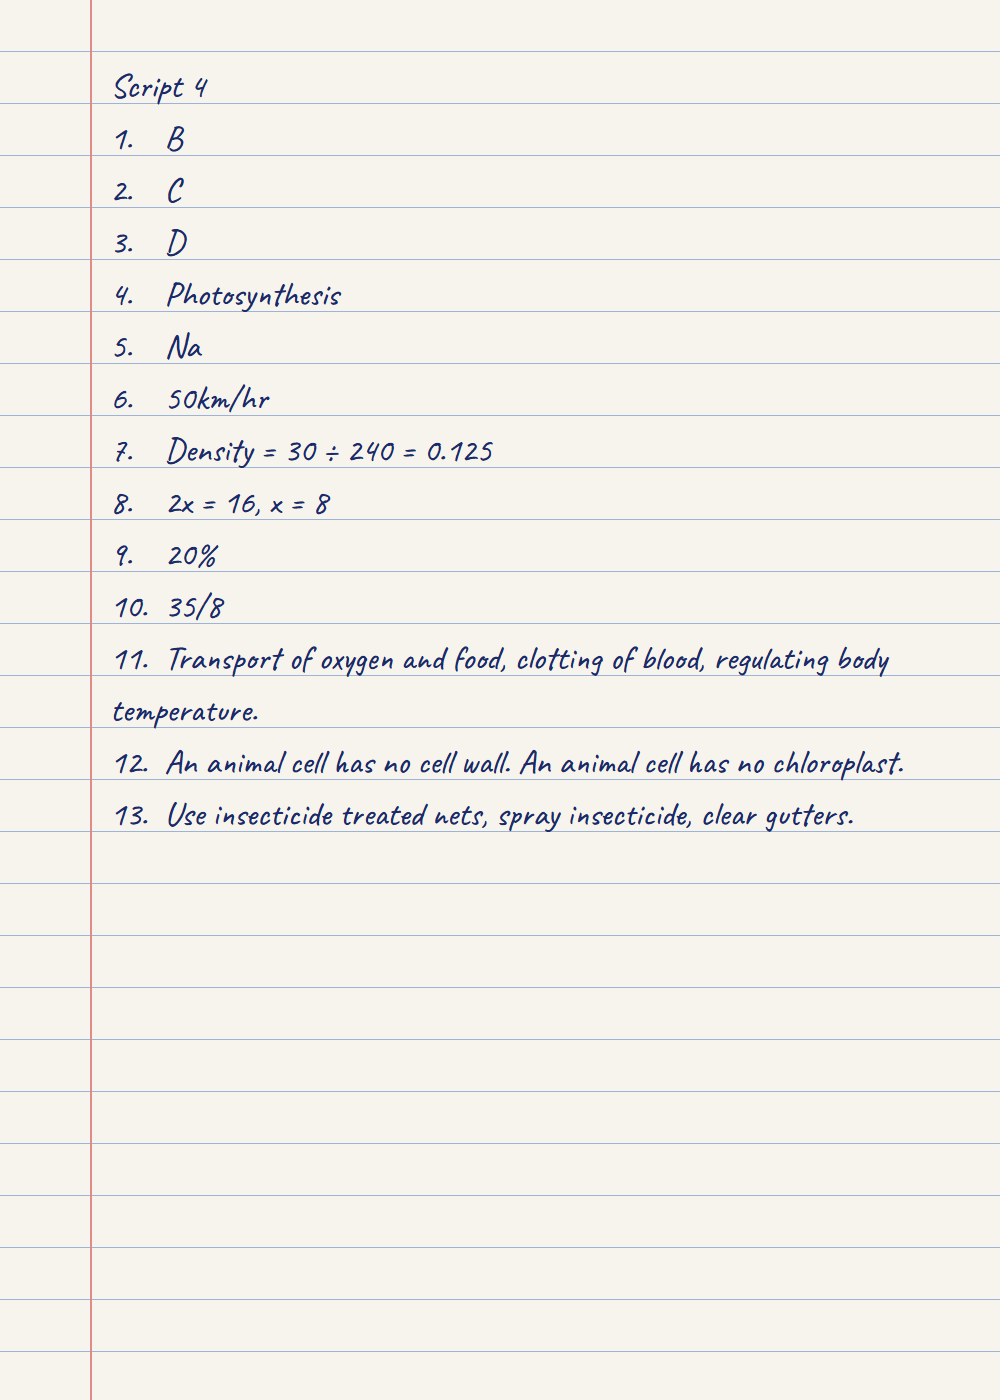 Script 4
1. B
2. C
3. D
4. Photosynthesis
5. Na
6. 50km/hr
7. Density = 30 ÷ 240 = 0.125
8. 2x = 16, x = 8
9. 20%
10. 35/8
11. Transport of oxygen and food, clotting of blood, regulating body
temperature.
12. An animal cell has no cell wall. An animal cell has no chloroplast.
13. Use insecticide treated nets, spray insecticide, clear gutters.